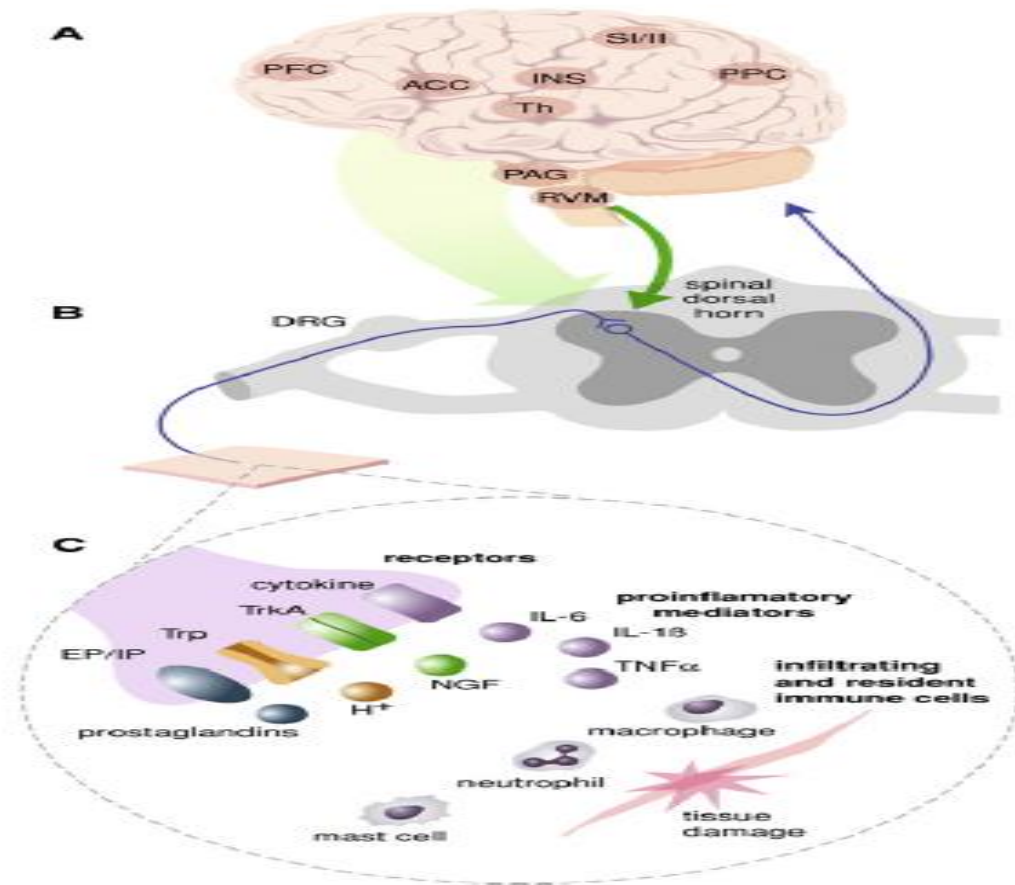 A
SI/II
PFC
ACC
INS
PPC
Th
PAG
RVM
B
DRG
spinal
dorsal
horn
C
receptors
cytokine
TrkA
Trp
EP/IP
proinflamatory
mediators
IL-6
IL-1ß
TNFα
NGF
H+
prostaglandins
infiltrating
and resident
immune cells
macrophage
neutrophil
mast cell
tissue
damage